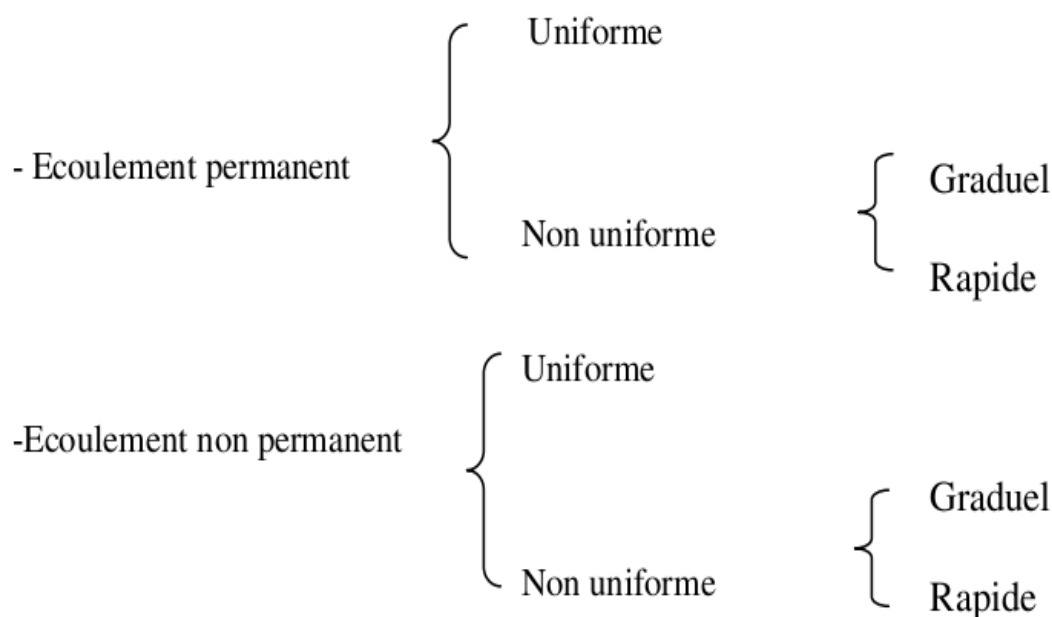 Uniforme
- Ecoulement permanent
Graduel
Non uniforme
Rapide
Uniforme
-Ecoulement non permanent
Graduel
Non uniforme
Rapide